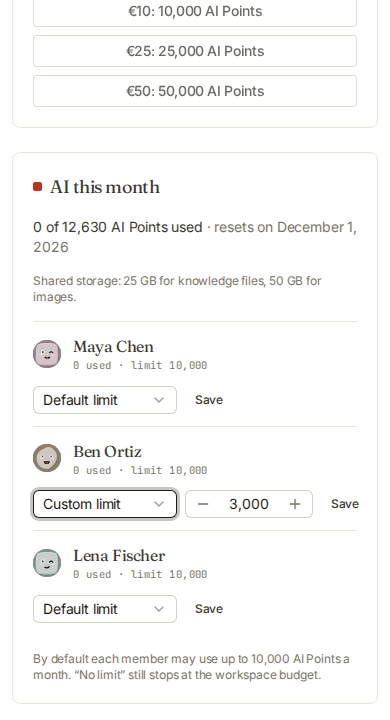 €10: 10,000 AI Points
€25: 25,000 AI Points
€50: 50,000 AI Points
AI this month
0 of 12,630 AI Points used · resets on December 1,
2026
Shared storage: 25 GB for knowledge files, 50 GB for
images.
Maya Chen
0 used · limit 10,000
Default limit Save
Ben Ortiz
0 used · limit 10,000
Custom limit − 3,000 + Save
Lena Fischer
0 used · limit 10,000
Default limit Save
By default each member may use up to 10,000 AI Points a
month. “No limit” still stops at the workspace budget.